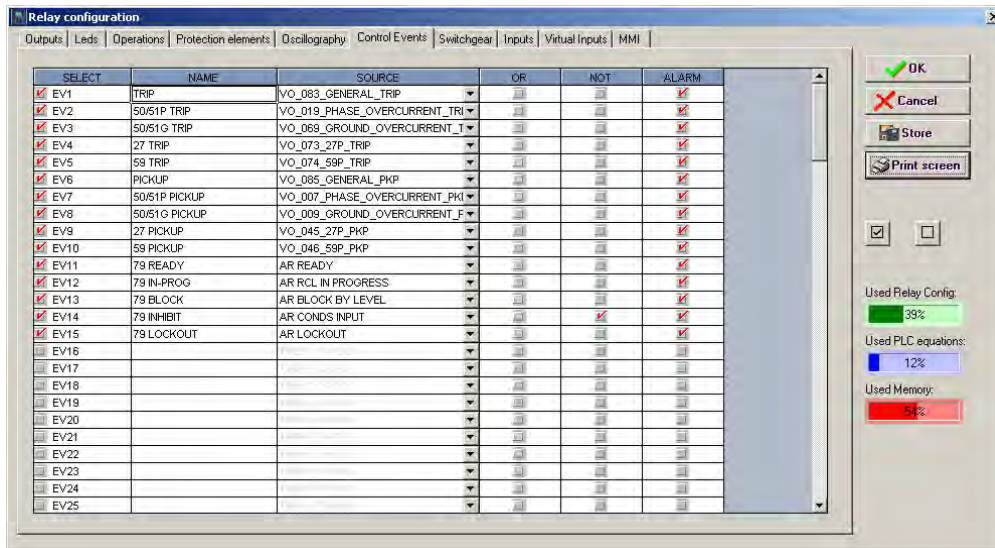 Relay configuration
Outputs Leds Operations Protection elements Oscillography Control Events Switchgear Inputs Virtual Inputs MMI
SELECT NAME SOURCE OR NOT ALARM
EV1 TRIP VO_083_GENERAL_TRIP
EV2 50/51P TRIP VO_019_PHASE_OVERCURRENT_TRI
EV3 50/51G TRIP VO_069_GROUND_OVERCURRENT_T
EV4 27 TRIP VO_073_27P_TRIP
EV5 59 TRIP VO_074_59P_TRIP
EV6 PICKUP VO_085_GENERAL_PKP
EV7 50/51P PICKUP VO_007_PHASE_OVERCURRENT_PKI
EV8 50/51G PICKUP VO_009_GROUND_OVERCURRENT_F
EV9 27 PICKUP VO_045_27P_PKP
EV10 59 PICKUP VO_046_59P_PKP
EV11 79 READY AR READY
EV12 79 IN-PROG AR RCL IN PROGRESS
EV13 79 BLOCK AR BLOCK BY LEVEL
EV14 79 INHIBIT AR CONDS INPUT
EV15 79 LOCKOUT AR LOCKOUT
EV16
EV17
EV18
EV19
EV20
EV21
EV22
EV23
EV24
EV25
OK
Cancel
Store
Print screen
Used Relay Config:
39%
Used PLC equations:
12%
Used Memory:
54%